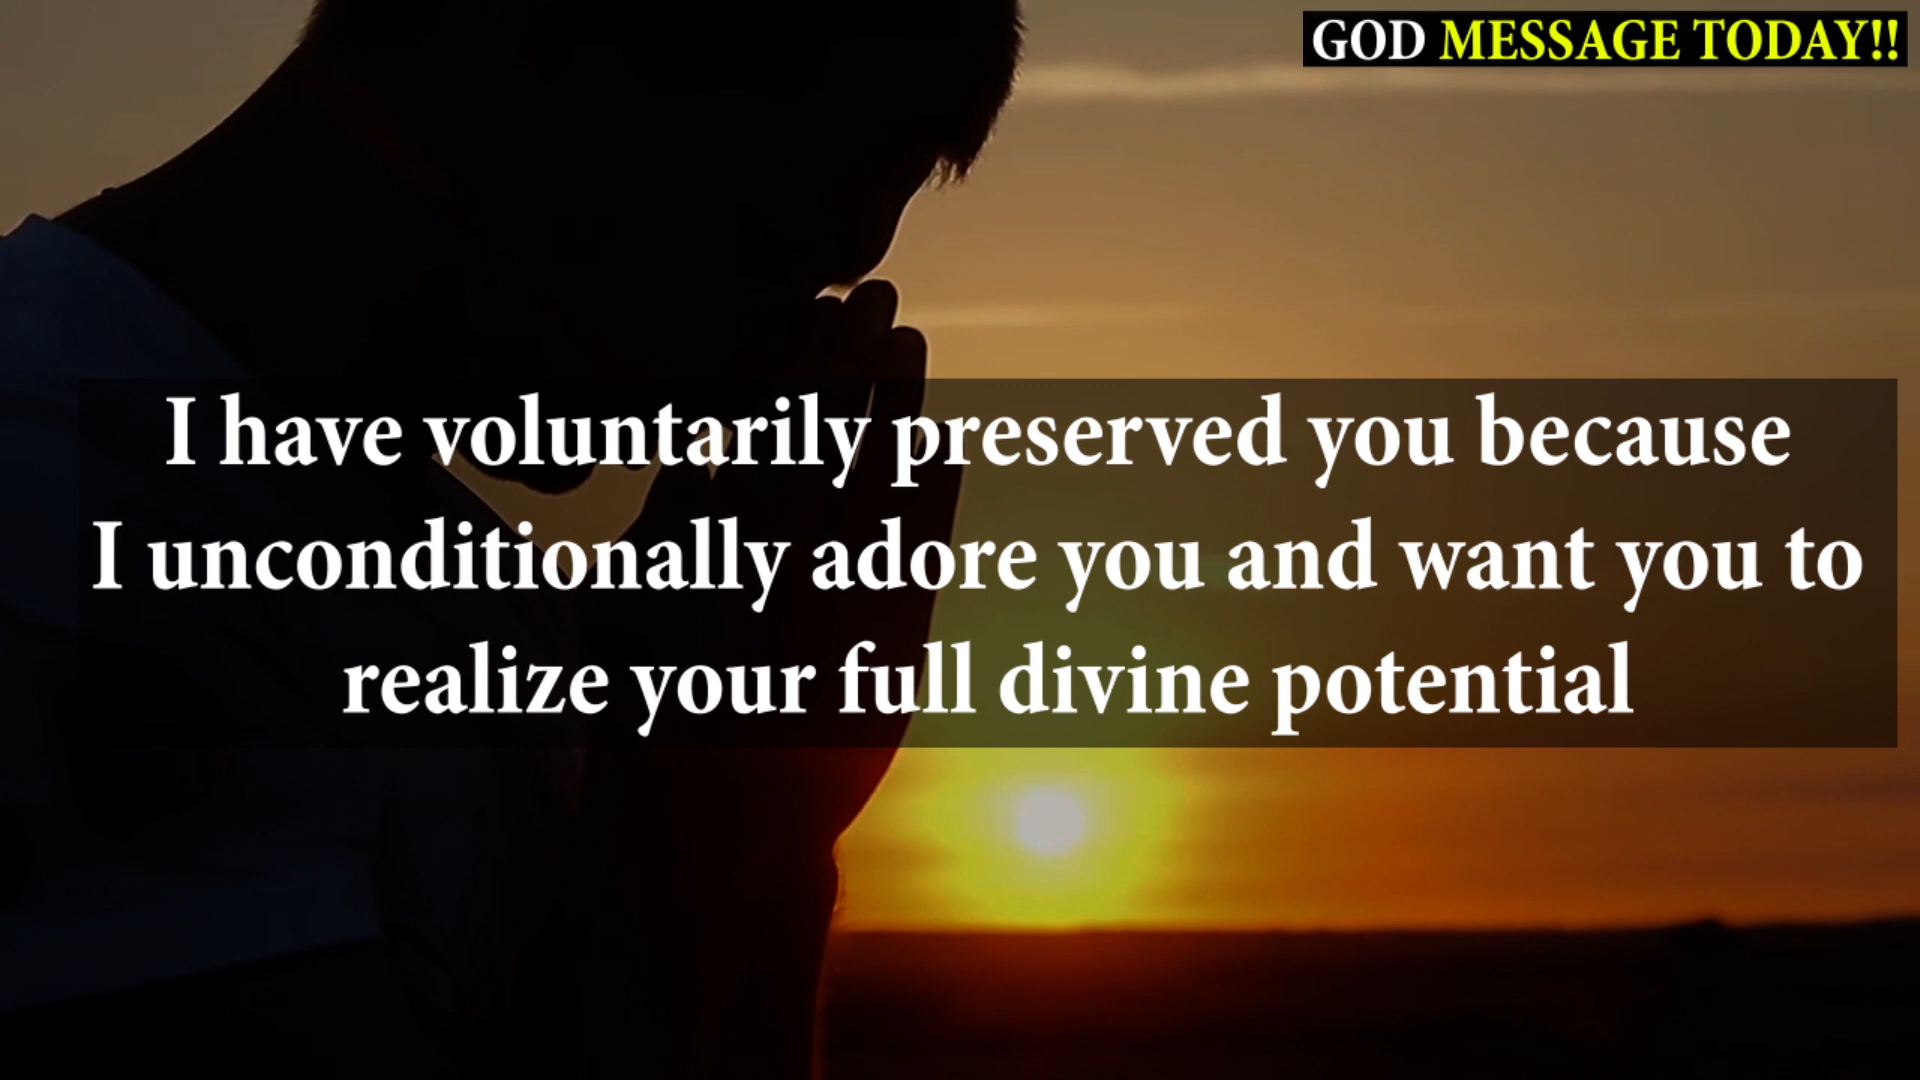 GOD MESSAGE TODAY!!
I have voluntarily preserved you because
I unconditionally adore you and want you to
realize your full divine potential